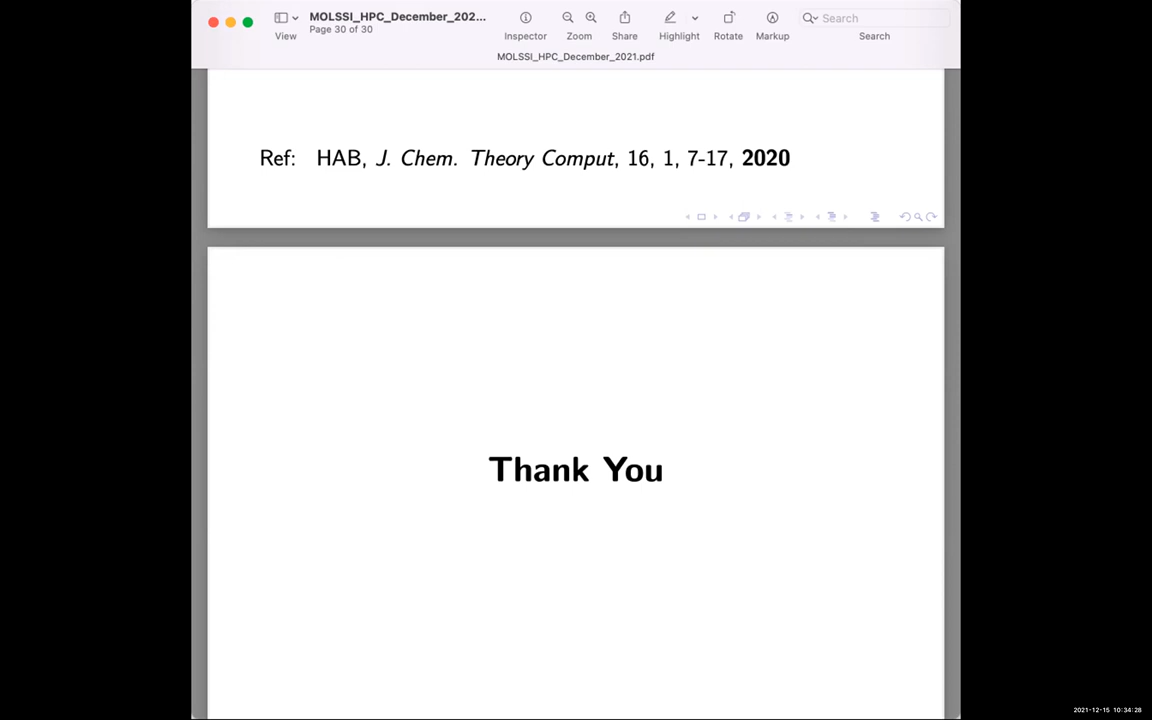 MOLSSI_HPC_December_202...
Page 30 of 30
View
Inspector
Zoom
Share
Highlight
Rotate
Markup
Search
Search
MOLSSI_HPC_December_2021.pdf
Ref: HAB, J. Chem. Theory Comput, 16, 1, 7-17, 2020
Thank You
2021-12-15 10:34:28